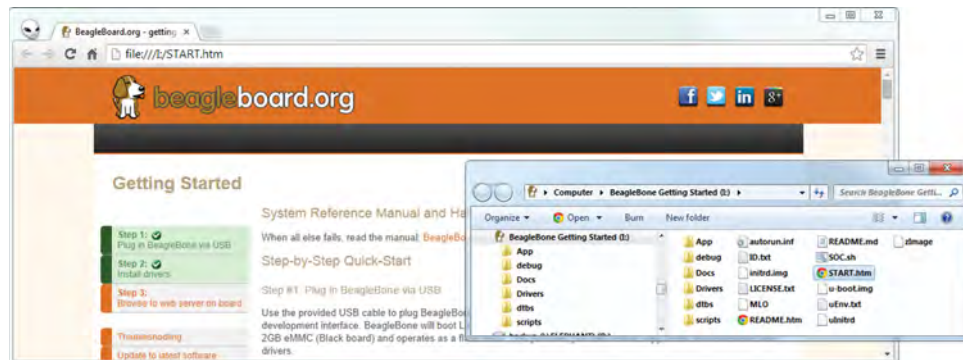 BeagleBoard.org - getting
file:///I:/START.htm
beagleboard.org
Getting Started
Step 1:
Plug in BeagleBone via USB
Step 2:
Install drivers
Step 3:
Browse to web server on board
Troubleshooting
Update to latest software
System Reference Manual and Ha
When all else fails, read the manual: BeagleBo
Step-by-Step Quick-Start
Step #1: Plug in BeagleBone via USB
Use the provided USB cable to plug BeagleBo
development interface. BeagleBone will boot L
2GB eMMC (Black board) and operates as a fl
drivers.
Computer ▸ BeagleBone Getting Started (I:) ▸
Search BeagleBone Getti...
Organize Open Burn New folder
BeagleBone Getting Started (I:)
App
debug
Docs
Drivers
dtbs
scripts
App
debug
Docs
Drivers
dtbs
scripts
autorun.inf
ID.txt
initrd.img
LICENSE.txt
MLO
README.htm
README.md
SOC.sh
START.htm
u-boot.img
uEnv.txt
uInitrd
zImage